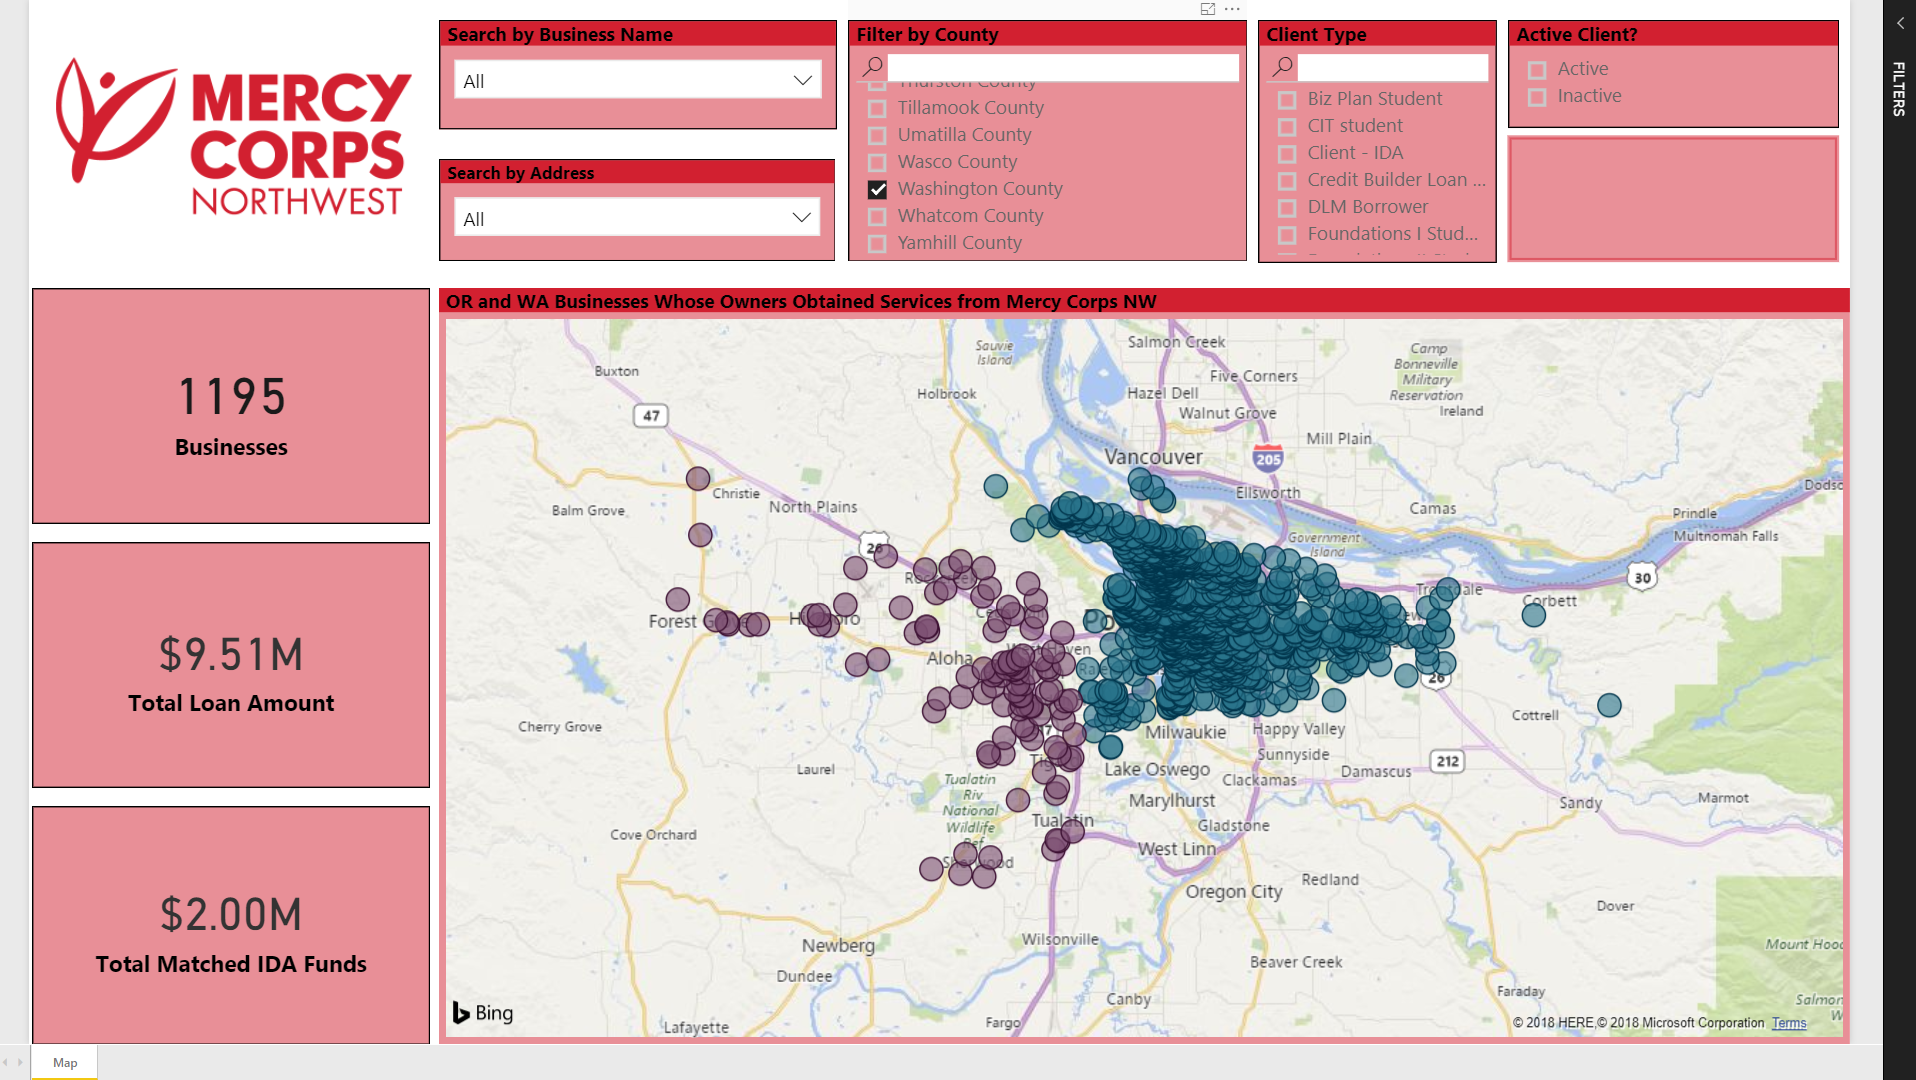 MERCY
CORPS
NORTHWEST
Search by Business Name
All
Search by Address
All
Filter by County
Thurston County
Tillamook County
Umatilla County
Wasco County
Washington County
Whatcom County
Yamhill County
Client Type
Biz Plan Student
CIT student
Client - IDA
Credit Builder Loan ...
DLM Borrower
Foundations I Stud...
Active Client?
Active
Inactive
FILTERS
1195
Businesses
$9.51M
Total Loan Amount
$2.00M
Total Matched IDA Funds
OR and WA Businesses Whose Owners Obtained Services from Mercy Corps NW
Sauvie
Island
Salmon Creek
Camp
Bonneville
Military
Reservation
Buxton
Five Corners
Holbrook
Hazel Dell
Walnut Grove
Ireland
47
Mill Plain
Vancouver
205
Christie
Ellsworth
Dodso
Balm Grove
North Plains
Camas
Prindle
Multnomah Falls
26
Government
Island
30
Corbett
Forest
Aloha
26
Cherry Grove
Cottrell
Milwaukie
Happy Valley
Sunnyside
212
Laurel
Lake Oswego
Clackamas
Damascus
Tualatin
Riv
National
Wildlife
Ref
Marylhurst
Sandy
Marmot
Tualatin
Gladstone
Cove Orchard
West Linn
Redland
Oregon City
Dover
Newberg
Wilsonville
Mount Hood
Dundee
Beaver Creek
Canby
Faraday
Salmon
Bing
Fargo
Lafayette
© 2018 HERE,© 2018 Microsoft Corporation Terms
Map